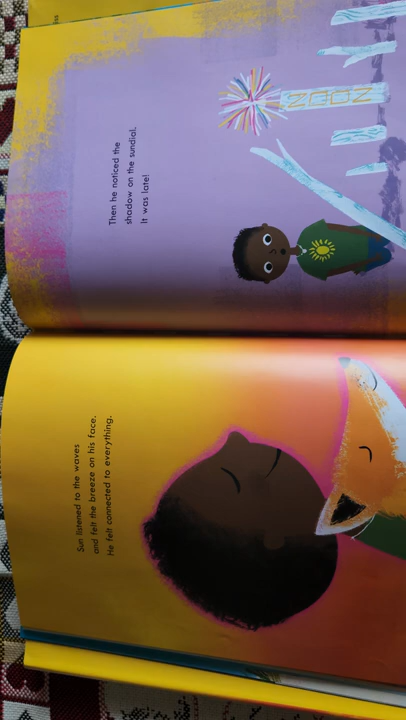 Sun listened to the waves
and felt the breeze on his face.
He felt connected to everything.
Then he noticed the
shadow on the sundial.
It was late!
NOON